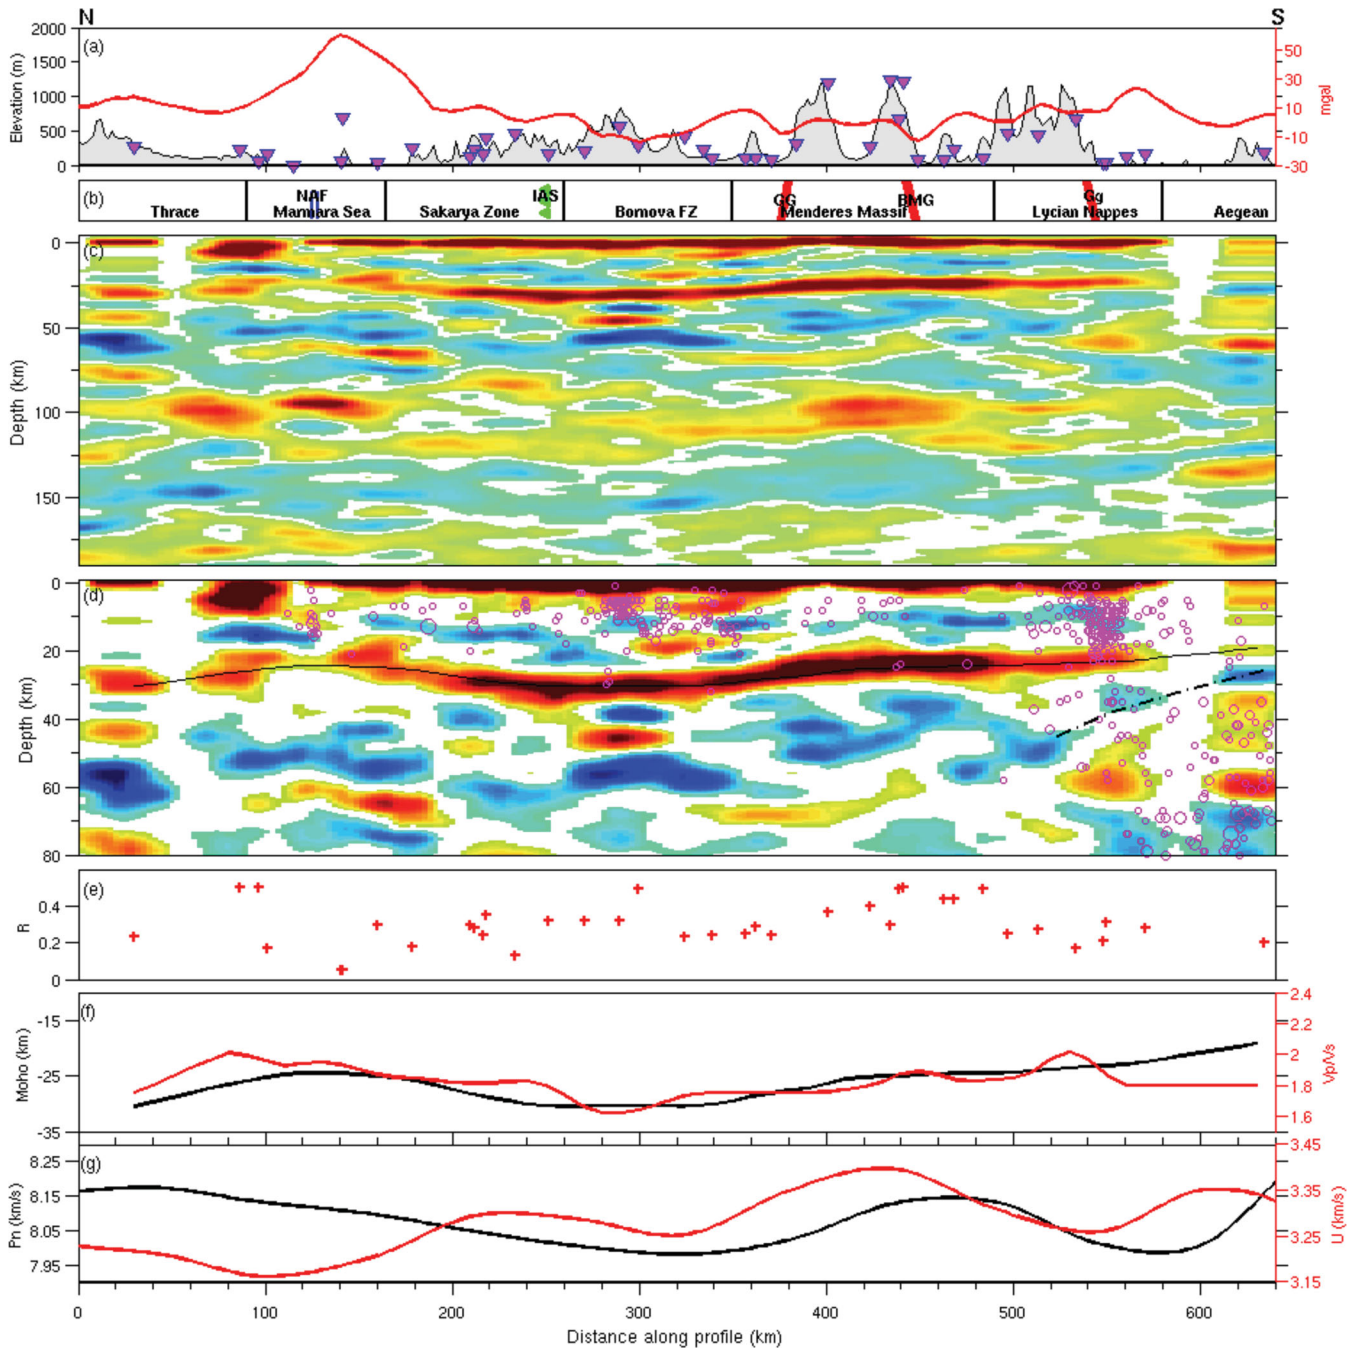 N S
(a)
Elevation (m)
2000
1500
1000
500
0
50
30
10
-10
-30
mgal
(b)
NAF IAS GG BMG Gg
Thrace Marmara Sea Sakarya Zone Bornova FZ Menderes Massif Lycian Nappes Aegean
(c)
Depth (km)
0
50
100
150
(d)
Depth (km)
0
20
40
60
80
(e)
R
0.4
0.2
0
(f)
Moho (km)
-15
-25
-35
2.4
2.2
2
1.8
1.6
Vp/Vs
(g)
Pn (km/s)
8.25
8.15
8.05
7.95
3.45
3.35
3.25
3.15
U (km/s)
0 100 200 300 400 500 600
Distance along profile (km)